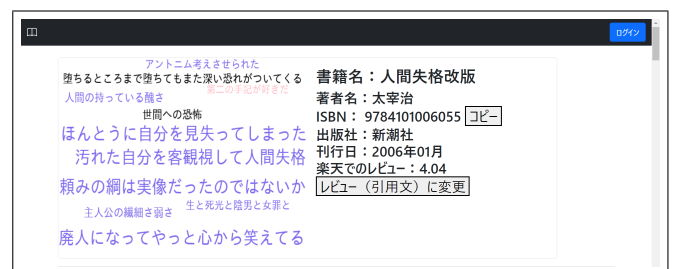 ログイン
アントニム考えさせられた
堕ちるところまで堕ちてもまた深い恐れがついてくる
第二の手記が好きだ
人間の持っている醜さ
世間への恐怖
ほんとうに自分を見失ってしまった
汚れた自分を客観視して人間失格
頼みの綱は実像だったのではないか
生と死光と陰男と女罪と
主人公の繊細さ弱さ
廃人になってやっと心から笑えてる
書籍名：人間失格改版
著者名：太宰治
ISBN： 9784101006055 コピー
出版社：新潮社
刊行日：2006年01月
楽天でのレビュー：4.04
レビュー（引用文）に変更